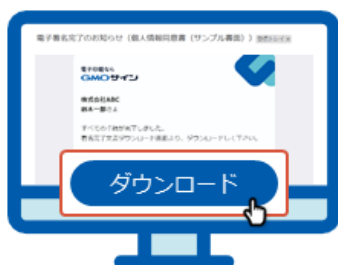 電子署名完了のお知らせ（個人情報同意書（サンプル書面））
電子印鑑なら
GMOサイン
株式会社ABC
鈴木一郎さん
すべての手続が完了しました。
署名完了文書ダウンロード画面より、ダウンロードして下さい。
ダウンロード